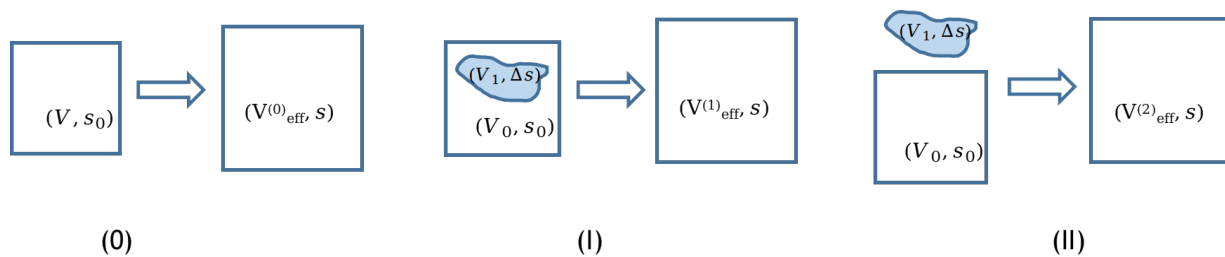 (V, s₀)
(V⁽⁰⁾eff, s)
(0)
(V₁, Δs)
(V₀, s₀)
(V⁽¹⁾eff, s)
(I)
(V₁, Δs)
(V₀, s₀)
(V⁽²⁾eff, s)
(II)